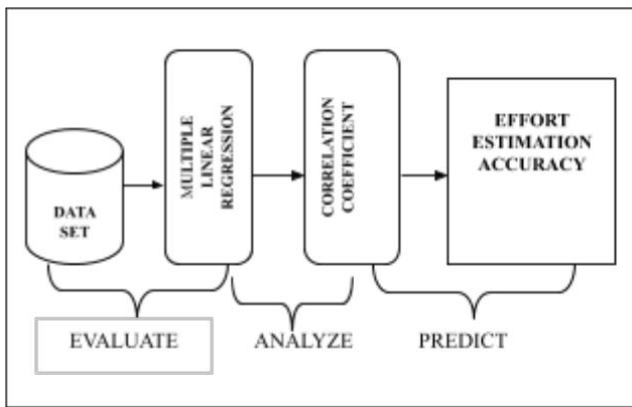 DATA
SET
MULTIPLE
LINEAR
REGRESSION
CORRELATION
COEFFICIENT
EFFORT
ESTIMATION
ACCURACY
EVALUATE
ANALYZE
PREDICT